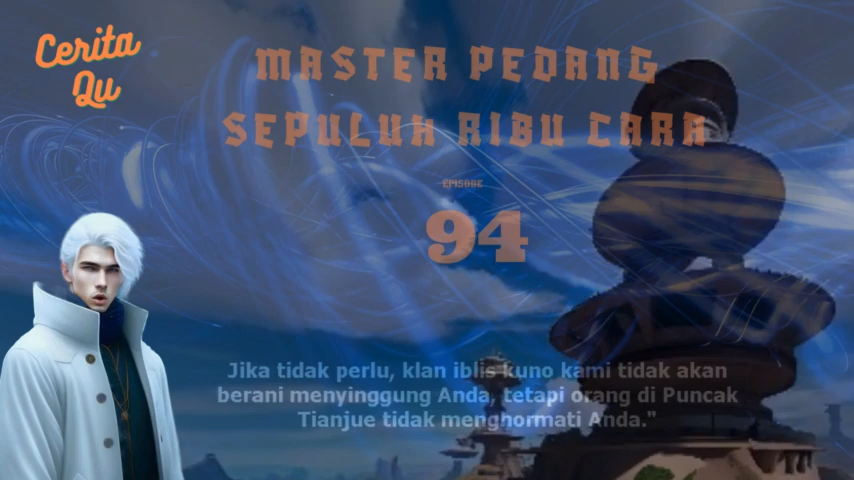 Cerita
Qu
MASTER PEDANG
SEPULUH RIBU CARA
EPISODE
94
Jika tidak perlu, klan iblis kuno kami tidak akan
berani menyinggung Anda, tetapi orang di Puncak
Tianjue tidak menghormati Anda."